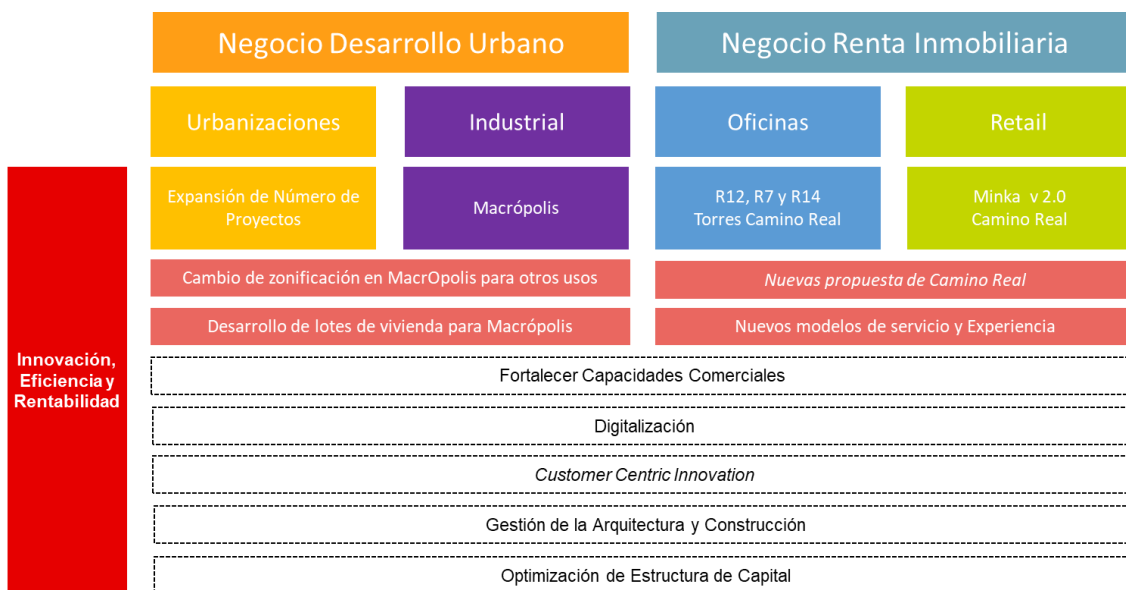 Negocio Desarrollo Urbano
Negocio Renta Inmobiliaria
Urbanizaciones
Industrial
Oficinas
Retail
Expansión de Número de
Proyectos
Macrópolis
R12, R7 y R14
Torres Camino Real
Minka v 2.0
Camino Real
Cambio de zonificación en MacrOpolis para otros usos
Nuevas propuesta de Camino Real
Desarrollo de lotes de vivienda para Macrópolis
Nuevos modelos de servicio y Experiencia
Innovación,
Eficiencia y
Rentabilidad
Fortalecer Capacidades Comerciales
Digitalización
Customer Centric Innovation
Gestión de la Arquitectura y Construcción
Optimización de Estructura de Capital